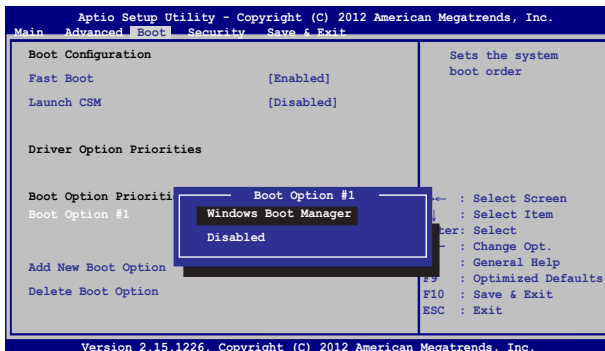 Aptio Setup Utility - Copyright (C) 2012 American Megatrends, Inc.
Main Advanced Boot Security Save & Exit
Boot Configuration
Fast Boot [Enabled]
Launch CSM [Disabled]
Driver Option Priorities
Boot Option Prioriti
Boot Option #1
Add New Boot Option
Delete Boot Option
Boot Option #1
Windows Boot Manager
Disabled
Sets the system
boot order
← : Select Screen
: Select Item
ter: Select
— : Change Opt.
: General Help
F9 : Optimized Defaults
F10 : Save & Exit
ESC : Exit
Version 2.15.1226. Copyright (C) 2012 American Megatrends, Inc.